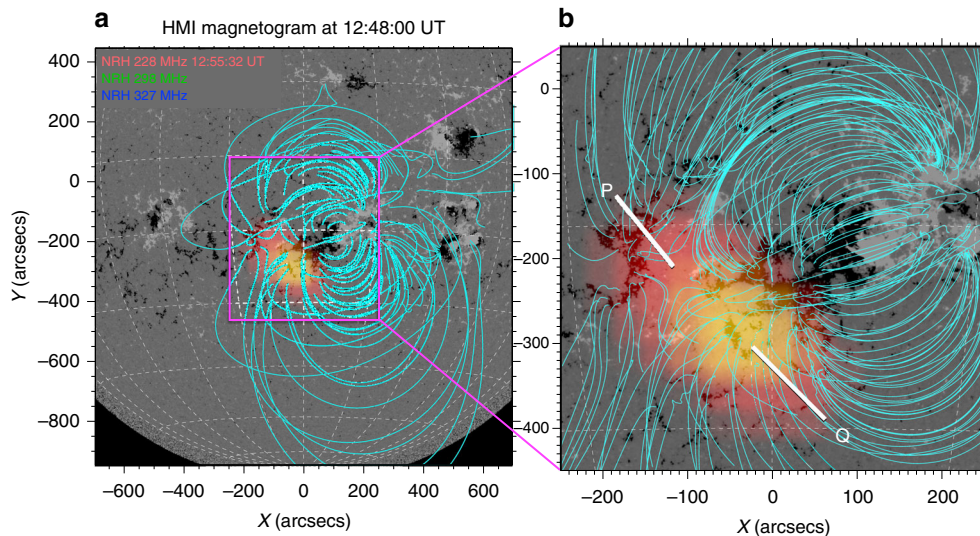 a
HMI magnetogram at 12:48:00 UT
b
NRH 228 MHz 12:55:32 UT
NRH 298 MHz
NRH 327 MHz
400
200
0
−200
−400
−600
−800
Y (arcsecs)
−600
−400
−200
0
200
400
600
X (arcsecs)
0
−100
−200
−300
−400
P
Q
−200
−100
0
100
200
X (arcsecs)